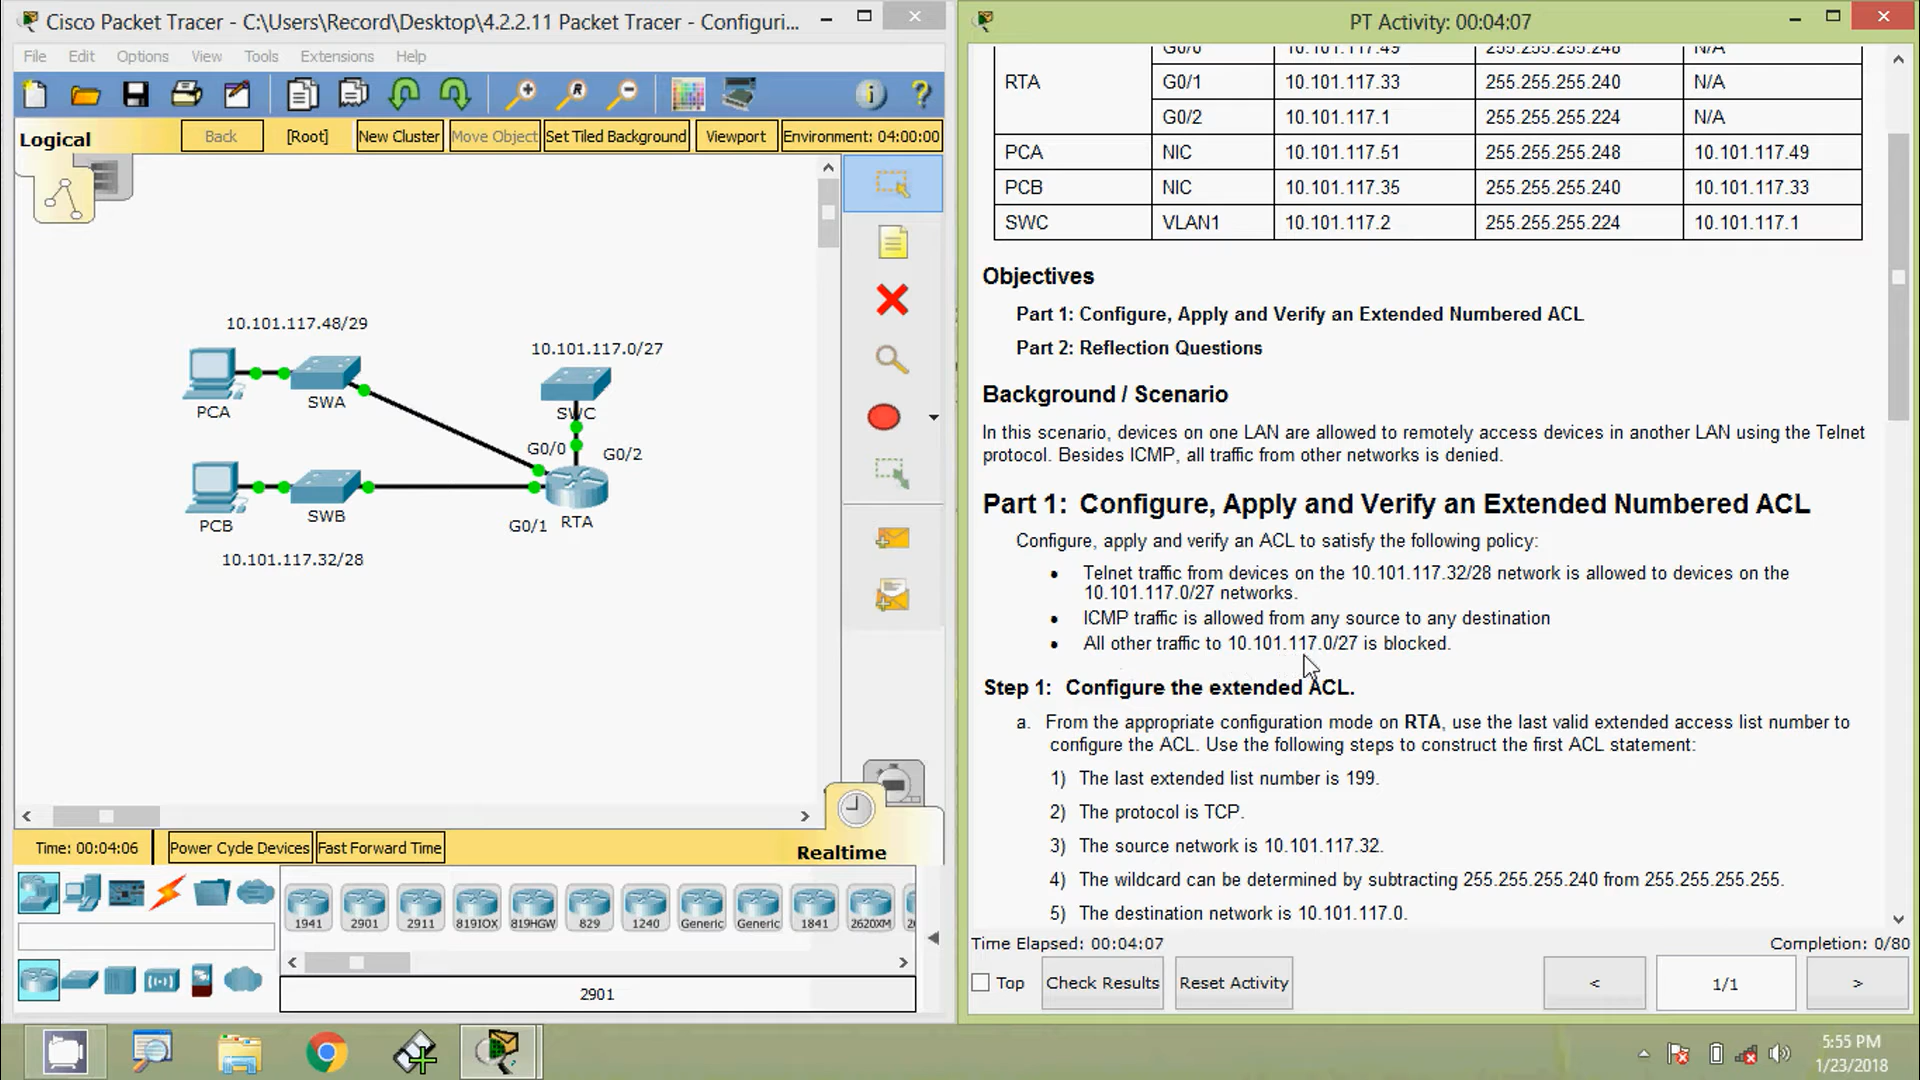 Cisco Packet Tracer - C:\Users\Record\Desktop\4.2.2.11 Packet Tracer - Configuri...
File Edit Options View Tools Extensions Help
Logical Back [Root] New Cluster Move Object Set Tiled Background Viewport Environment: 04:00:00
10.101.117.48/29
10.101.117.0/27
PCA SWA SWC
G0/0 G0/2
PCB SWB G0/1 RTA
10.101.117.32/28
Time: 00:04:06 Power Cycle Devices Fast Forward Time Realtime
1941 2901 2911 819IOX 819HGW 829 1240 Generic Generic 1841 2620XM
2901
PT Activity: 00:04:07
G0/0 10.101.117.49 255.255.255.248 N/A
RTA G0/1 10.101.117.33 255.255.255.240 N/A
G0/2 10.101.117.1 255.255.255.224 N/A
PCA NIC 10.101.117.51 255.255.255.248 10.101.117.49
PCB NIC 10.101.117.35 255.255.255.240 10.101.117.33
SWC VLAN1 10.101.117.2 255.255.255.224 10.101.117.1
Objectives
Part 1: Configure, Apply and Verify an Extended Numbered ACL
Part 2: Reflection Questions
Background / Scenario
In this scenario, devices on one LAN are allowed to remotely access devices in another LAN using the Telnet
protocol. Besides ICMP, all traffic from other networks is denied.
Part 1: Configure, Apply and Verify an Extended Numbered ACL
Configure, apply and verify an ACL to satisfy the following policy:
• Telnet traffic from devices on the 10.101.117.32/28 network is allowed to devices on the
10.101.117.0/27 networks.
• ICMP traffic is allowed from any source to any destination
• All other traffic to 10.101.117.0/27 is blocked.
Step 1: Configure the extended ACL.
a. From the appropriate configuration mode on RTA, use the last valid extended access list number to
configure the ACL. Use the following steps to construct the first ACL statement:
1) The last extended list number is 199.
2) The protocol is TCP.
3) The source network is 10.101.117.32.
4) The wildcard can be determined by subtracting 255.255.255.240 from 255.255.255.255.
5) The destination network is 10.101.117.0.
Time Elapsed: 00:04:07 Completion: 0/80
Top Check Results Reset Activity < 1/1 >
5:55 PM
1/23/2018